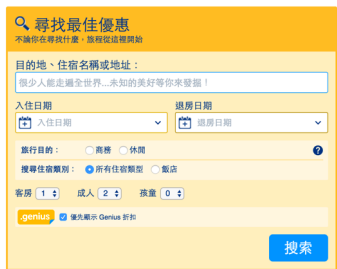 尋找最佳優惠
不論你在尋找什麼，旅程從這裡開始
目的地、住宿名稱或地址：
很少人能走遍全世界...未知的美好等你來發掘！
入住日期 退房日期
入住日期 退房日期
旅行目的： 商務 休閒 ?
搜尋住宿類別： 所有住宿類型 飯店
客房 1 成人 2 孩童 0
.genius 優先顯示 Genius 折扣
搜索